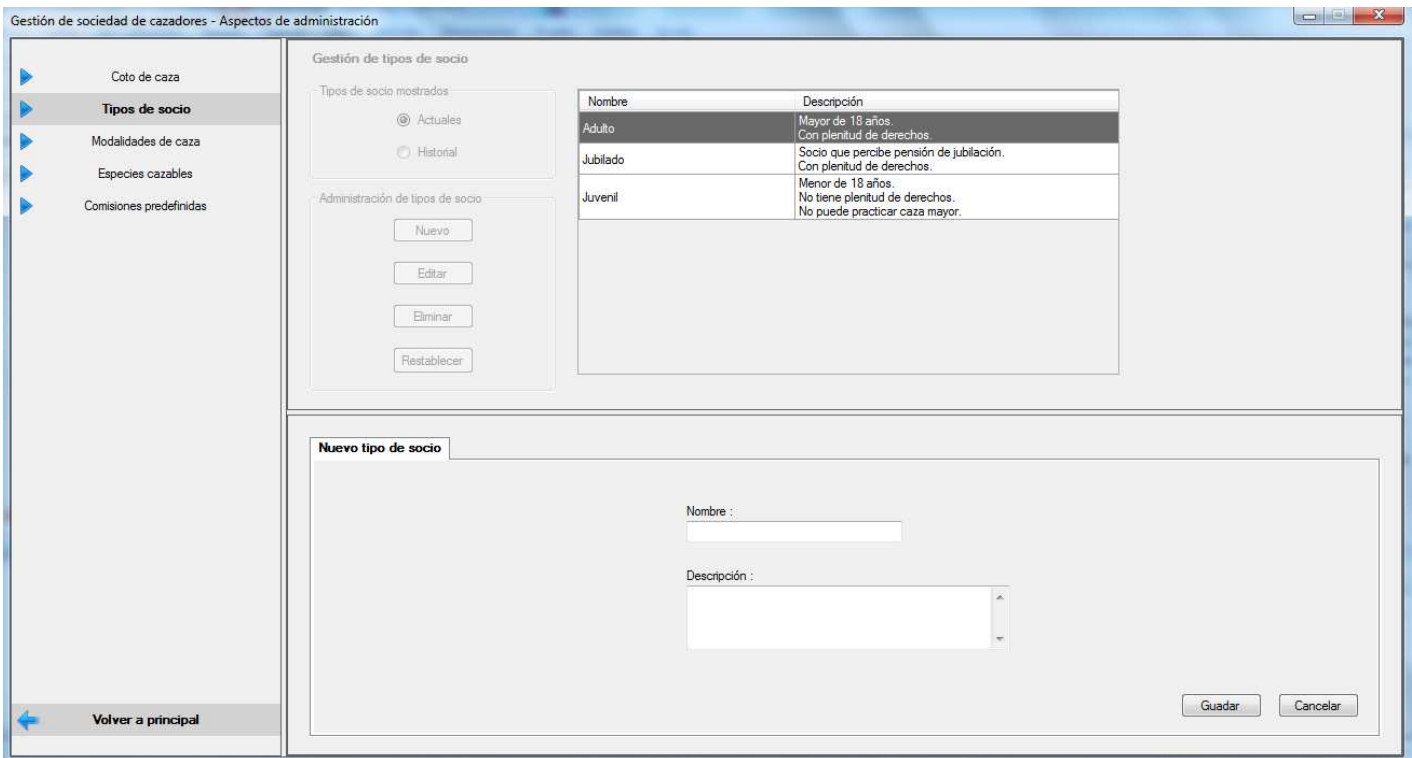 Gestión de sociedad de cazadores - Aspectos de administración
Coto de caza
Tipos de socio
Modalidades de caza
Especies cazables
Comisiones predefinidas
Volver a principal
Gestión de tipos de socio
Tipos de socio mostrados
Actuales
Historial
Administración de tipos de socio
Nuevo
Editar
Eliminar
Restablecer
Nombre Descripción
Adulto Mayor de 18 años.
Con plenitud de derechos.
Jubilado Socio que percibe pensión de jubilación.
Con plenitud de derechos.
Juvenil Menor de 18 años.
No tiene plenitud de derechos.
No puede practicar caza mayor.
Nuevo tipo de socio
Nombre :
Descripción :
Guadar Cancelar